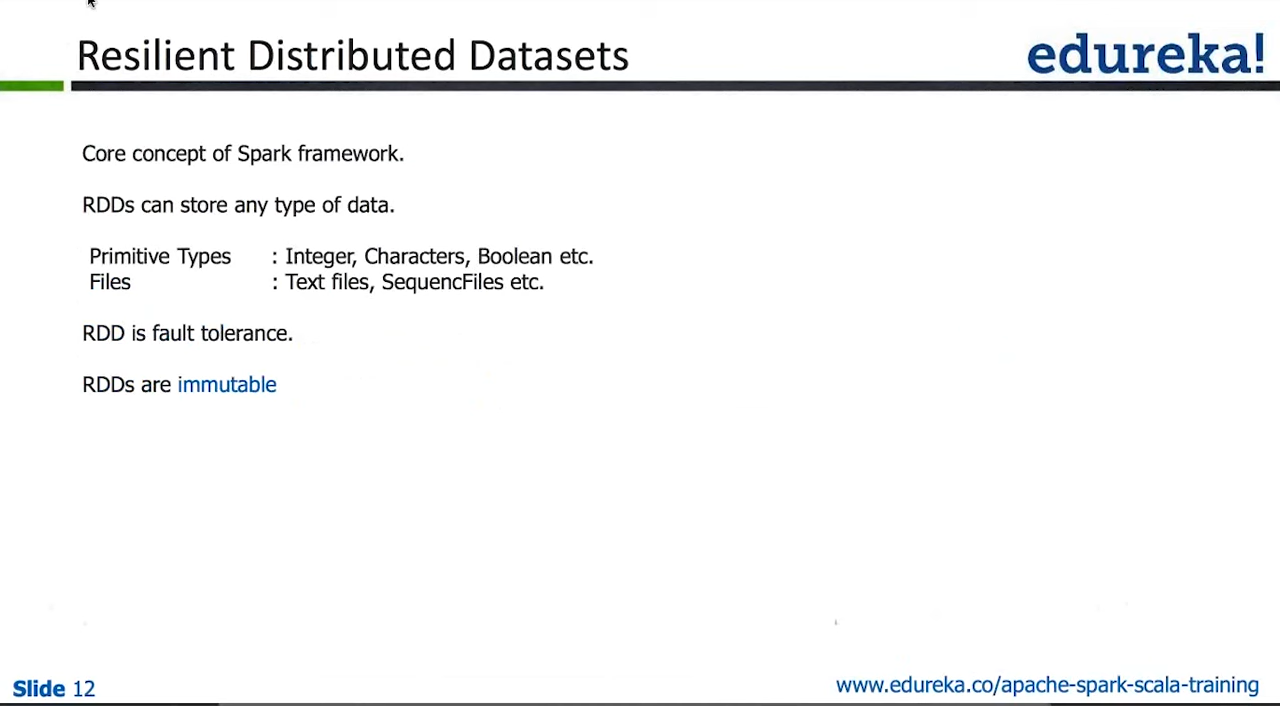 Resilient Distributed Datasets
edureka!
Core concept of Spark framework.
RDDs can store any type of data.
Primitive Types : Integer, Characters, Boolean etc.
Files : Text files, SequencFiles etc.
RDD is fault tolerance.
RDDs are immutable
Slide 12
www.edureka.co/apache-spark-scala-training